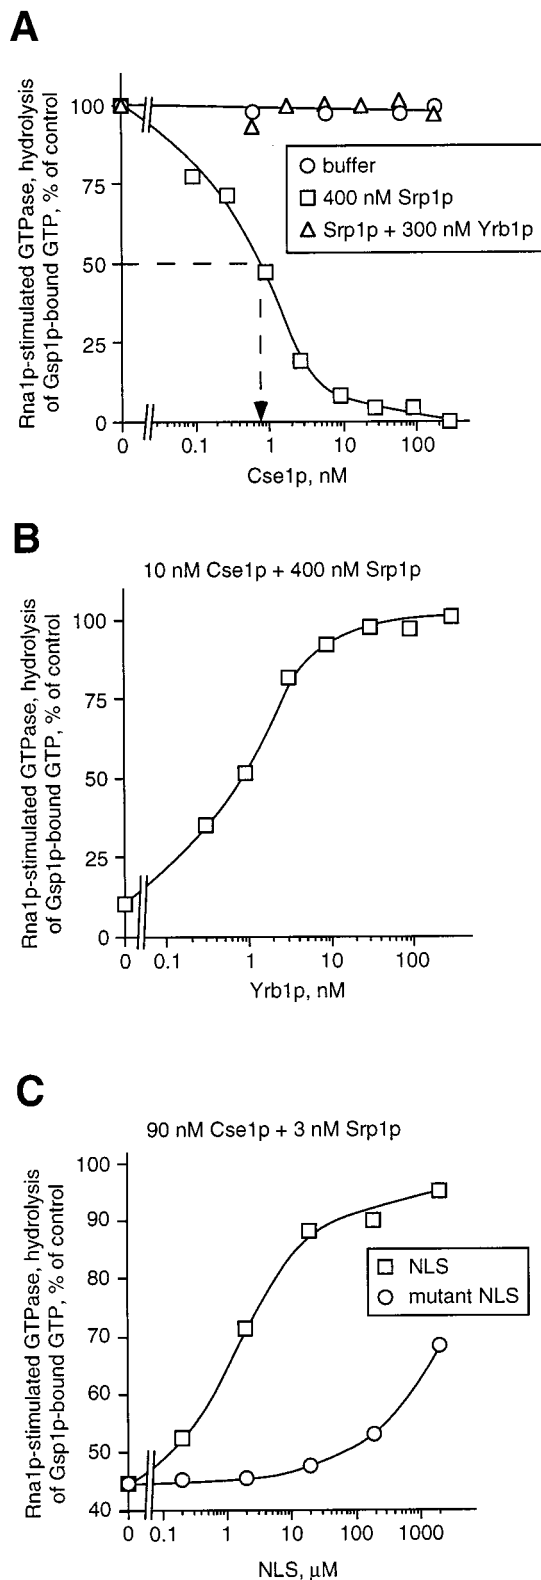 A
Rna1p-stimulated GTPase, hydrolysis
of Gsp1p-bound GTP, % of control
100
75
50
25
0
buffer
400 nM Srp1p
Srp1p + 300 nM Yrb1p
0 0.1 1 10 100
Cse1p, nM
B
10 nM Cse1p + 400 nM Srp1p
Rna1p-stimulated GTPase, hydrolysis
of Gsp1p-bound GTP, % of control
100
75
50
25
0
0 0.1 1 10 100
Yrb1p, nM
C
90 nM Cse1p + 3 nM Srp1p
Rna1p-stimulated GTPase, hydrolysis
of Gsp1p-bound GTP, % of control
100
90
80
70
60
50
40
NLS
mutant NLS
0 0.1 1 10 100 1000
NLS, µM